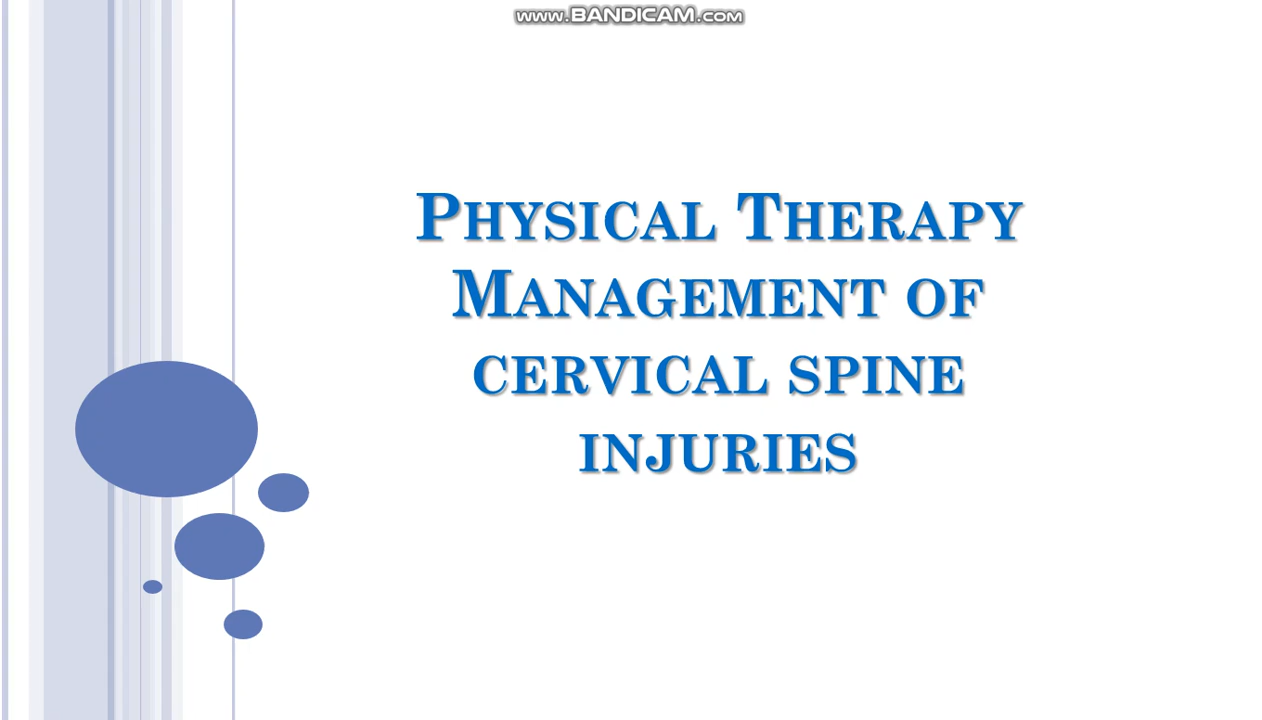 www.BANDICAM.com
Physical Therapy
Management of
cervical spine
injuries